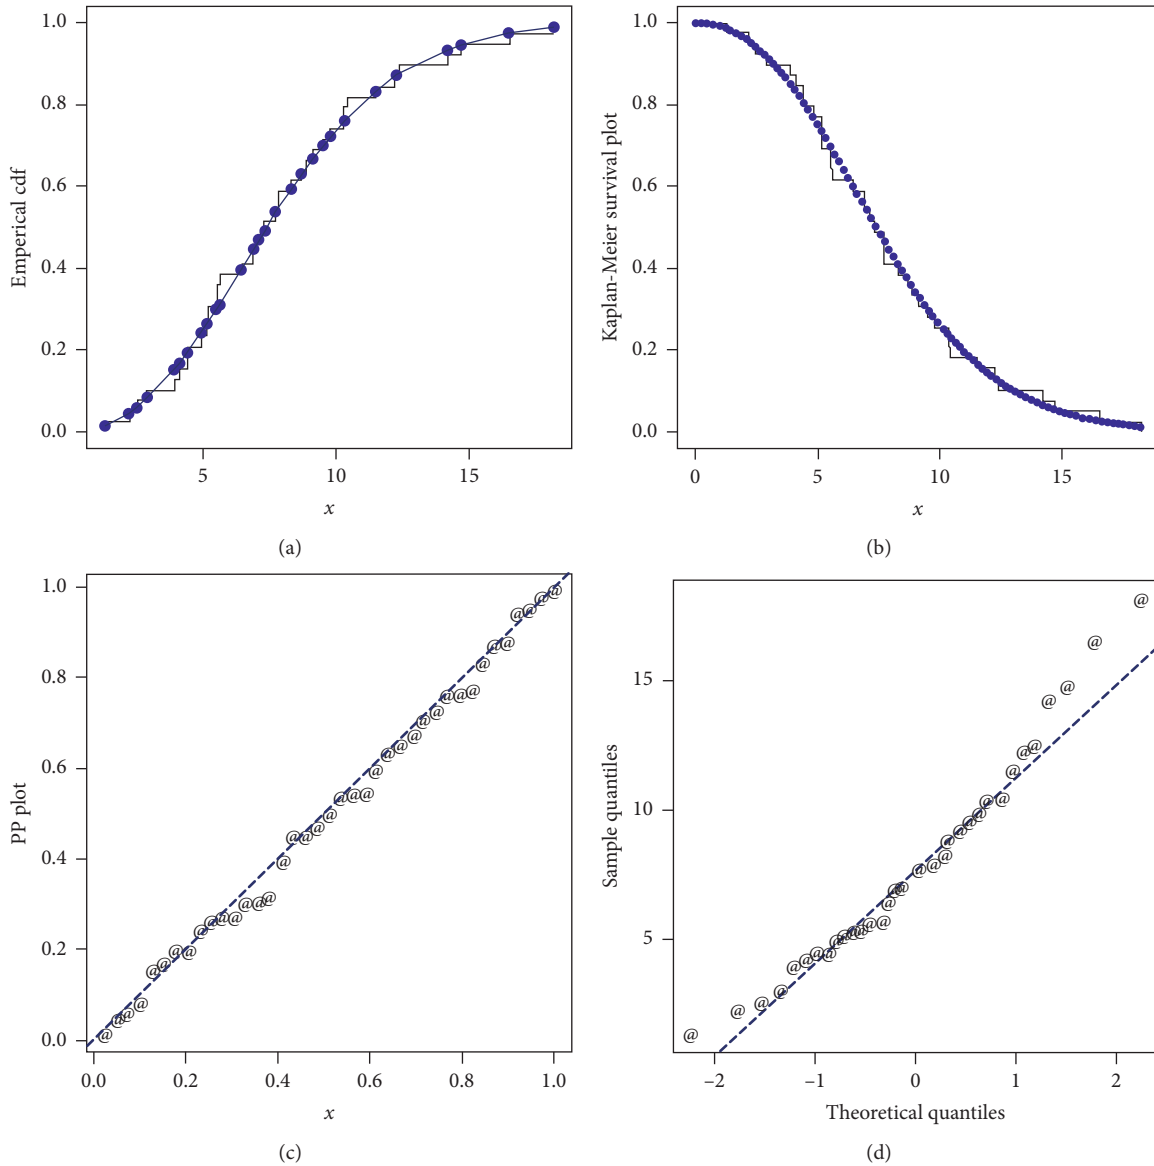 1.0
0.8
0.6
0.4
0.2
0.0
Emperical cdf
5 10 15
x
(a)
1.0
0.8
0.6
0.4
0.2
0.0
Kaplan-Meier survival plot
0 5 10 15
x
(b)
1.0
0.8
0.6
0.4
0.2
0.0
PP plot
0.0 0.2 0.4 0.6 0.8 1.0
x
(c)
15
10
5
Sample quantiles
–2 –1 0 1 2
Theoretical quantiles
(d)